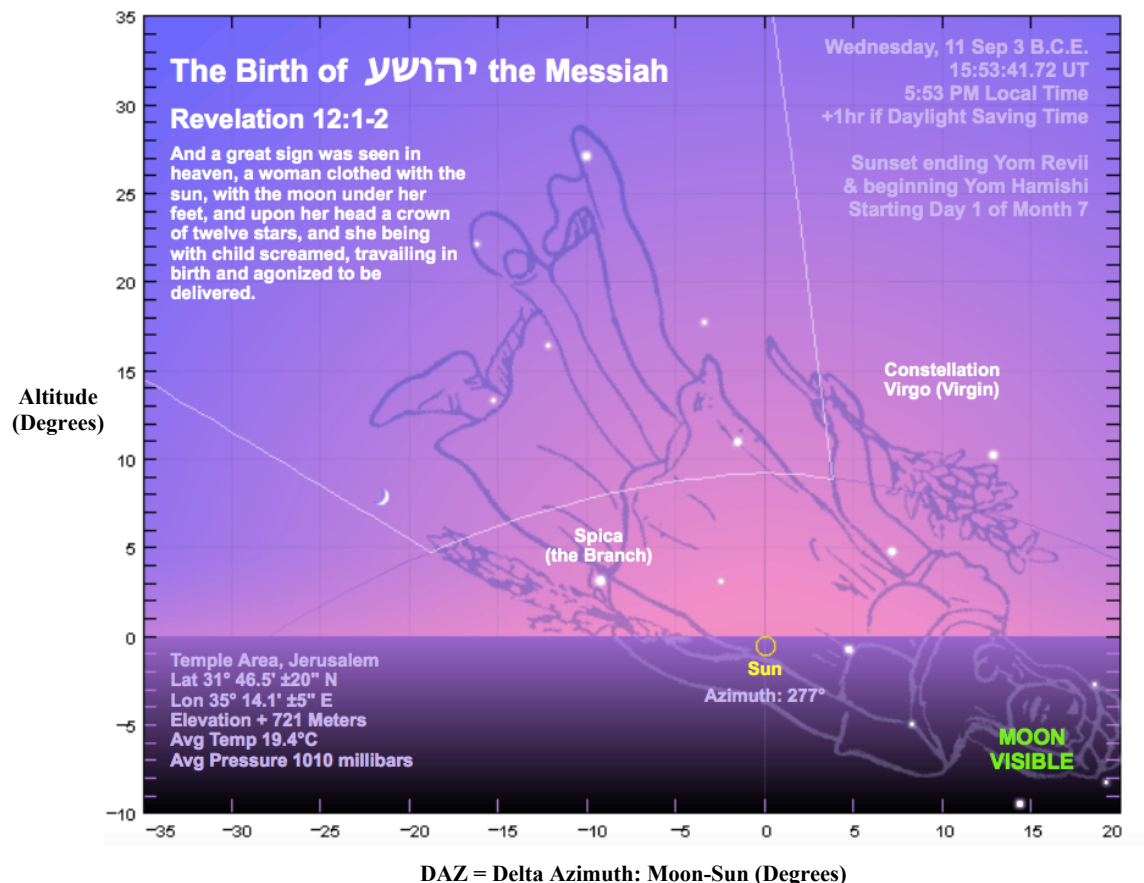 The Birth of יהושע the Messiah
Revelation 12:1-2
And a great sign was seen in
heaven, a woman clothed with the
sun, with the moon under her
feet, and upon her head a crown
of twelve stars, and she being
with child screamed, travailing in
birth and agonized to be
delivered.
Wednesday, 11 Sep 3 B.C.E.
15:53:41.72 UT
5:53 PM Local Time
+1hr if Daylight Saving Time
Sunset ending Yom Revii
& beginning Yom Hamishi
Starting Day 1 of Month 7
Constellation
Virgo (Virgin)
Spica
(the Branch)
Sun
Azimuth: 277°
MOON
VISIBLE
Temple Area, Jerusalem
Lat 31° 46.5' ±20" N
Lon 35° 14.1' ±5" E
Elevation + 721 Meters
Avg Temp 19.4°C
Avg Pressure 1010 millibars
Altitude
(Degrees)
35
30
25
20
15
10
5
0
−5
−10
−35 −30 −25 −20 −15 −10 −5 0 5 10 15 20
DAZ = Delta Azimuth: Moon-Sun (Degrees)